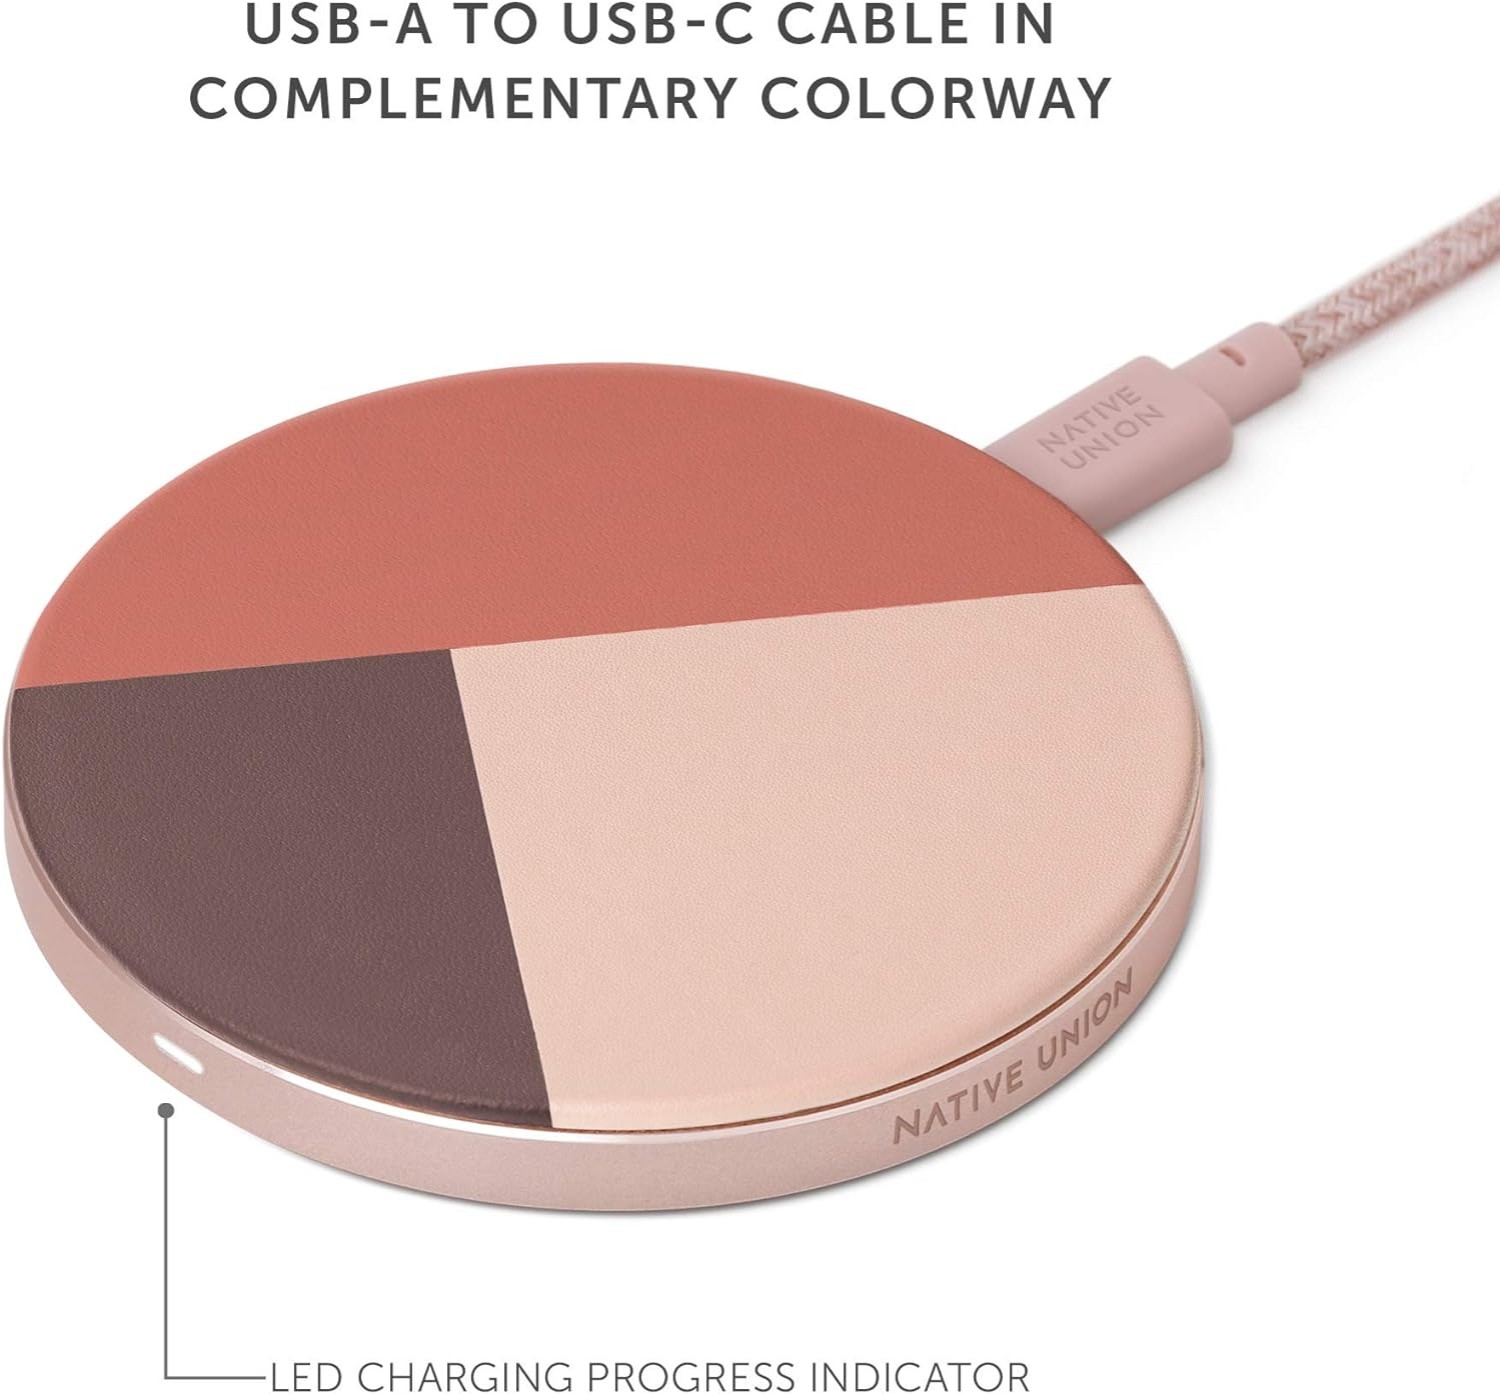 USB-A TO USB-C CABLE IN
COMPLEMENTARY COLORWAY
NATIVE
UNION
NATIVE UNION
LED CHARGING PROGRESS INDICATOR